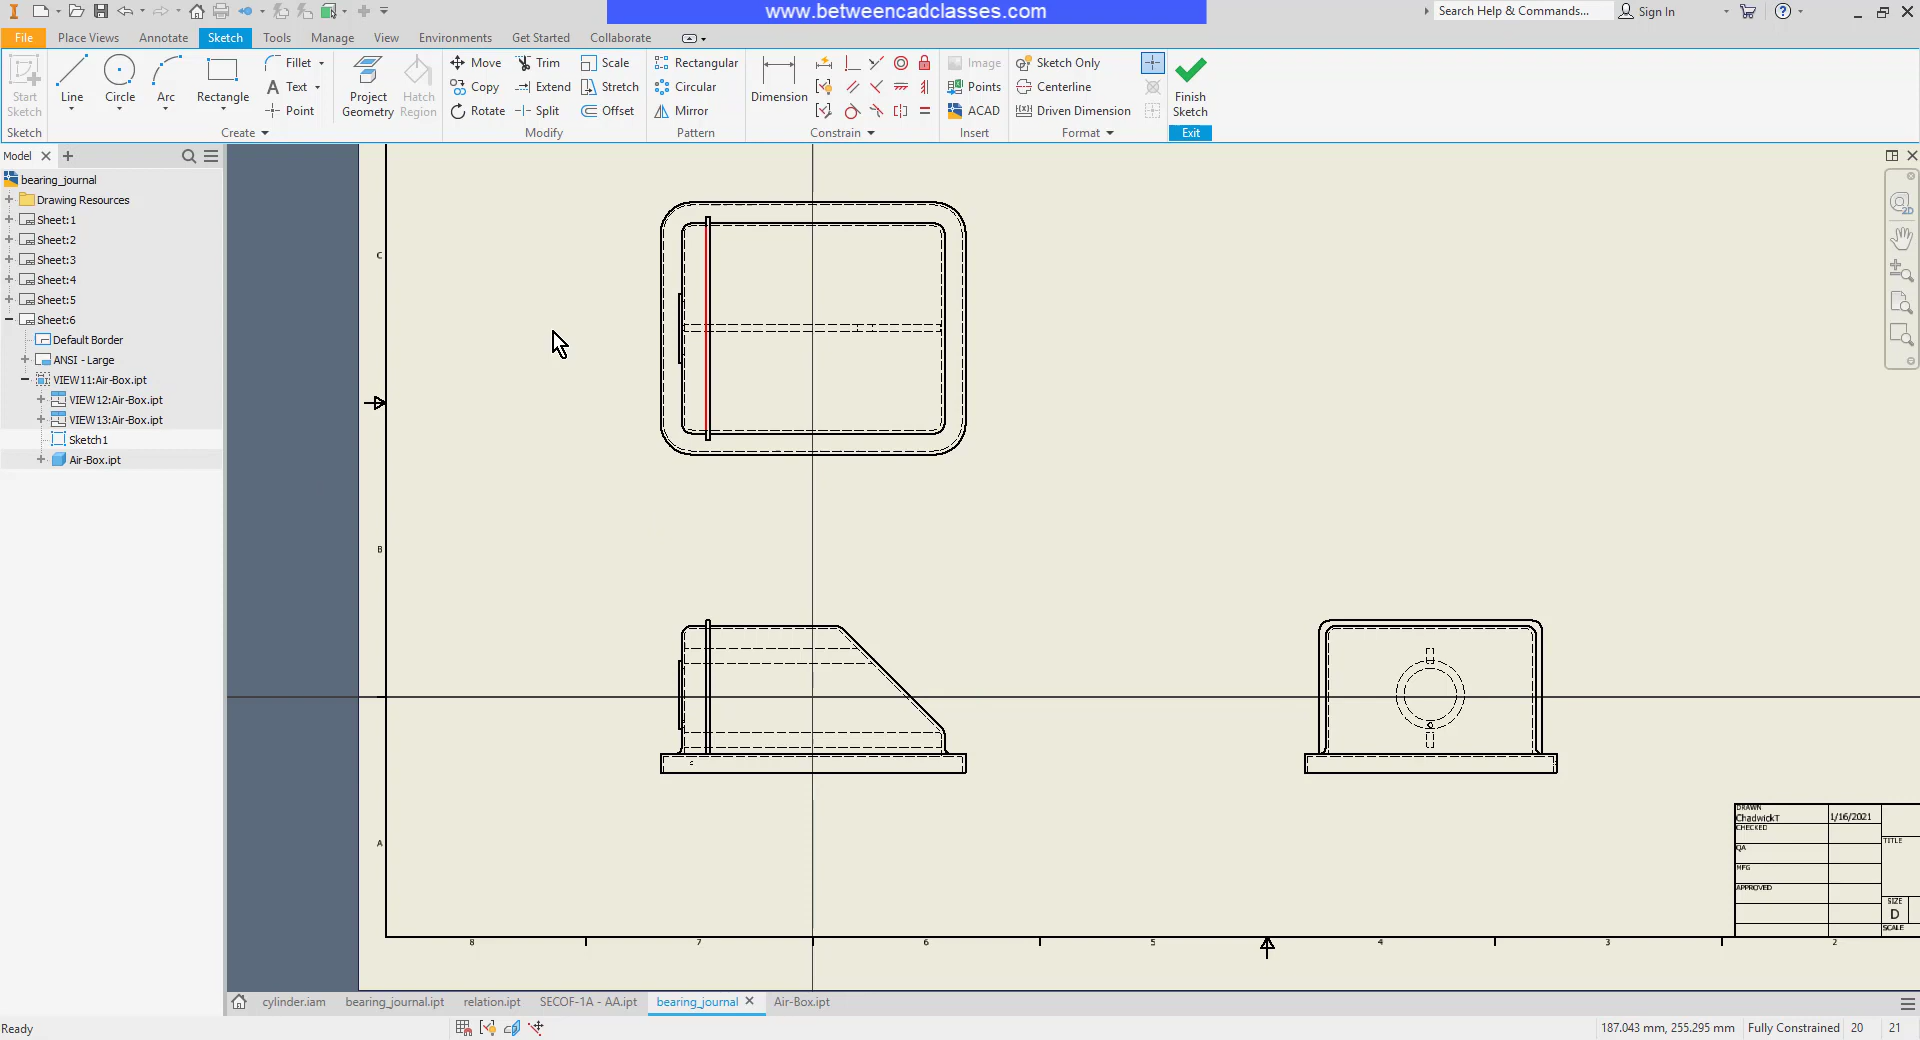 www.betweencadclasses.com
Search Help & Commands...
Sign In
File
Place Views
Annotate
Sketch
Tools
Manage
View
Environments
Get Started
Collaborate
Start
Sketch
Line
Circle
Arc
Rectangle
Fillet
Text
Point
Project
Geometry
Hatch
Region
Move
Trim
Scale
Copy
Extend
Stretch
Rotate
Split
Offset
Rectangular
Circular
Mirror
Dimension
Image
Points
ACAD
Sketch Only
Centerline
Driven Dimension
Finish
Sketch
Sketch
Create
Modify
Pattern
Constrain
Insert
Format
Exit
Model
bearing_journal
Drawing Resources
Sheet:1
Sheet:2
Sheet:3
Sheet:4
Sheet:5
Sheet:6
Default Border
ANSI - Large
VIEW11:Air-Box.ipt
VIEW12:Air-Box.ipt
VIEW13:Air-Box.ipt
Sketch1
Air-Box.ipt
2D
C
B
A
DRAWN
ChadwickT
1/16/2021
CHECKED
QA
MFG
APPROVED
TITLE
SIZE
D
SCALE
8
7
6
5
4
3
2
cylinder.iam
bearing_journal.ipt
relation.ipt
SECOF-1A - AA.ipt
bearing_journal
Air-Box.ipt
Ready
187.043 mm, 255.295 mm
Fully Constrained
20
21